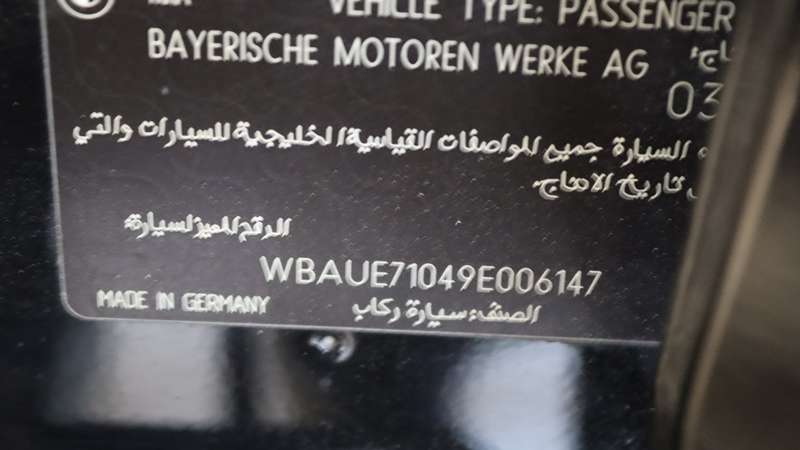 VEHICLE TYPE: PASSENGER
BAYERISCHE MOTOREN WERKE AG
03
السيارة جميع المواصفات القياسية الخليجية للسيارات والتي
تاريخ الانتاج.
الرقم المميز لسيارة
WBAUE71049E006147
MADE IN GERMANY الصنف: سيارة ركاب